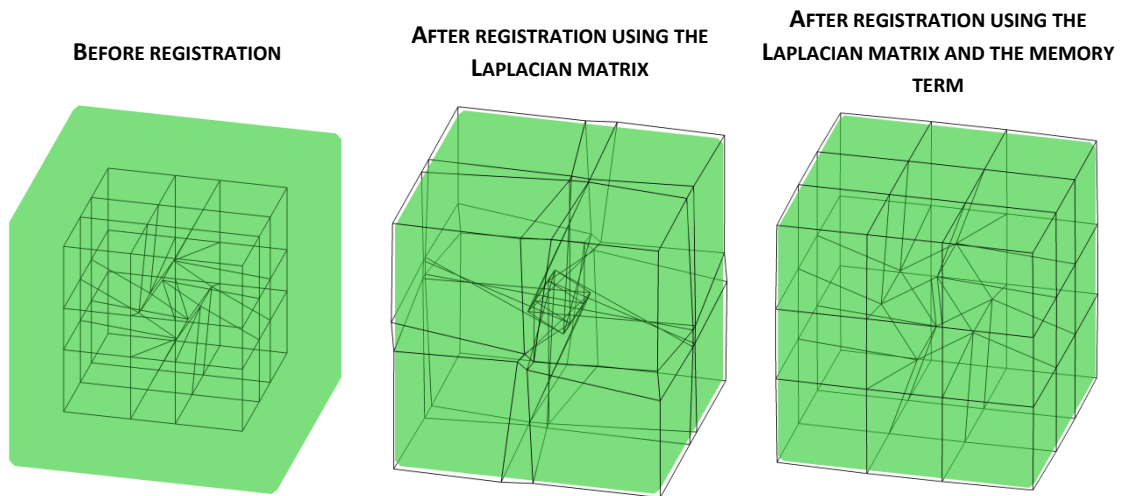 BEFORE REGISTRATION
AFTER REGISTRATION USING THE
LAPLACIAN MATRIX
AFTER REGISTRATION USING THE
LAPLACIAN MATRIX AND THE MEMORY
TERM